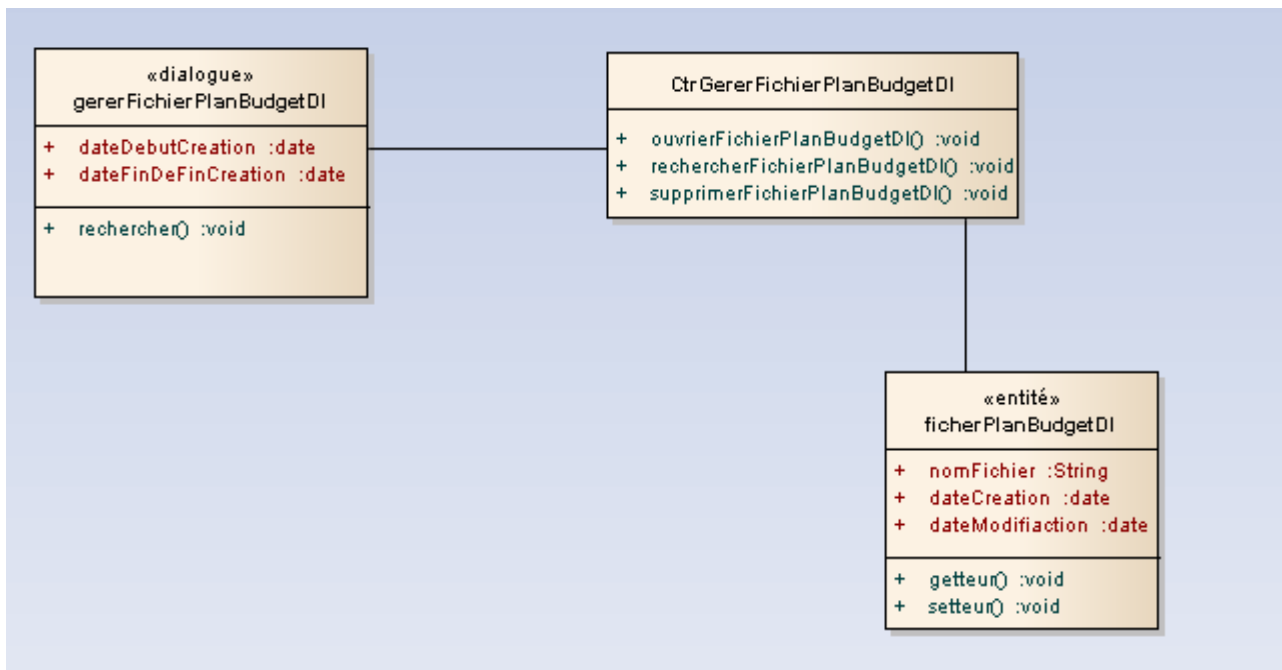 «dialogue»
gererFichierPlanBudgetDI
+ dateDebutCreation :date
+ dateFinDeFinCreation :date
+ rechercher() :void
CtrGererFichierPlanBudgetDI
+ ouvrierFichierPlanBudgetDI() :void
+ rechercherFichierPlanBudgetDI() :void
+ supprimerFichierPlanBudgetDI() :void
«entité»
ficherPlanBudgetDI
+ nomFichier :String
+ dateCreation :date
+ dateModifiaction :date
+ getteur() :void
+ setteur() :void